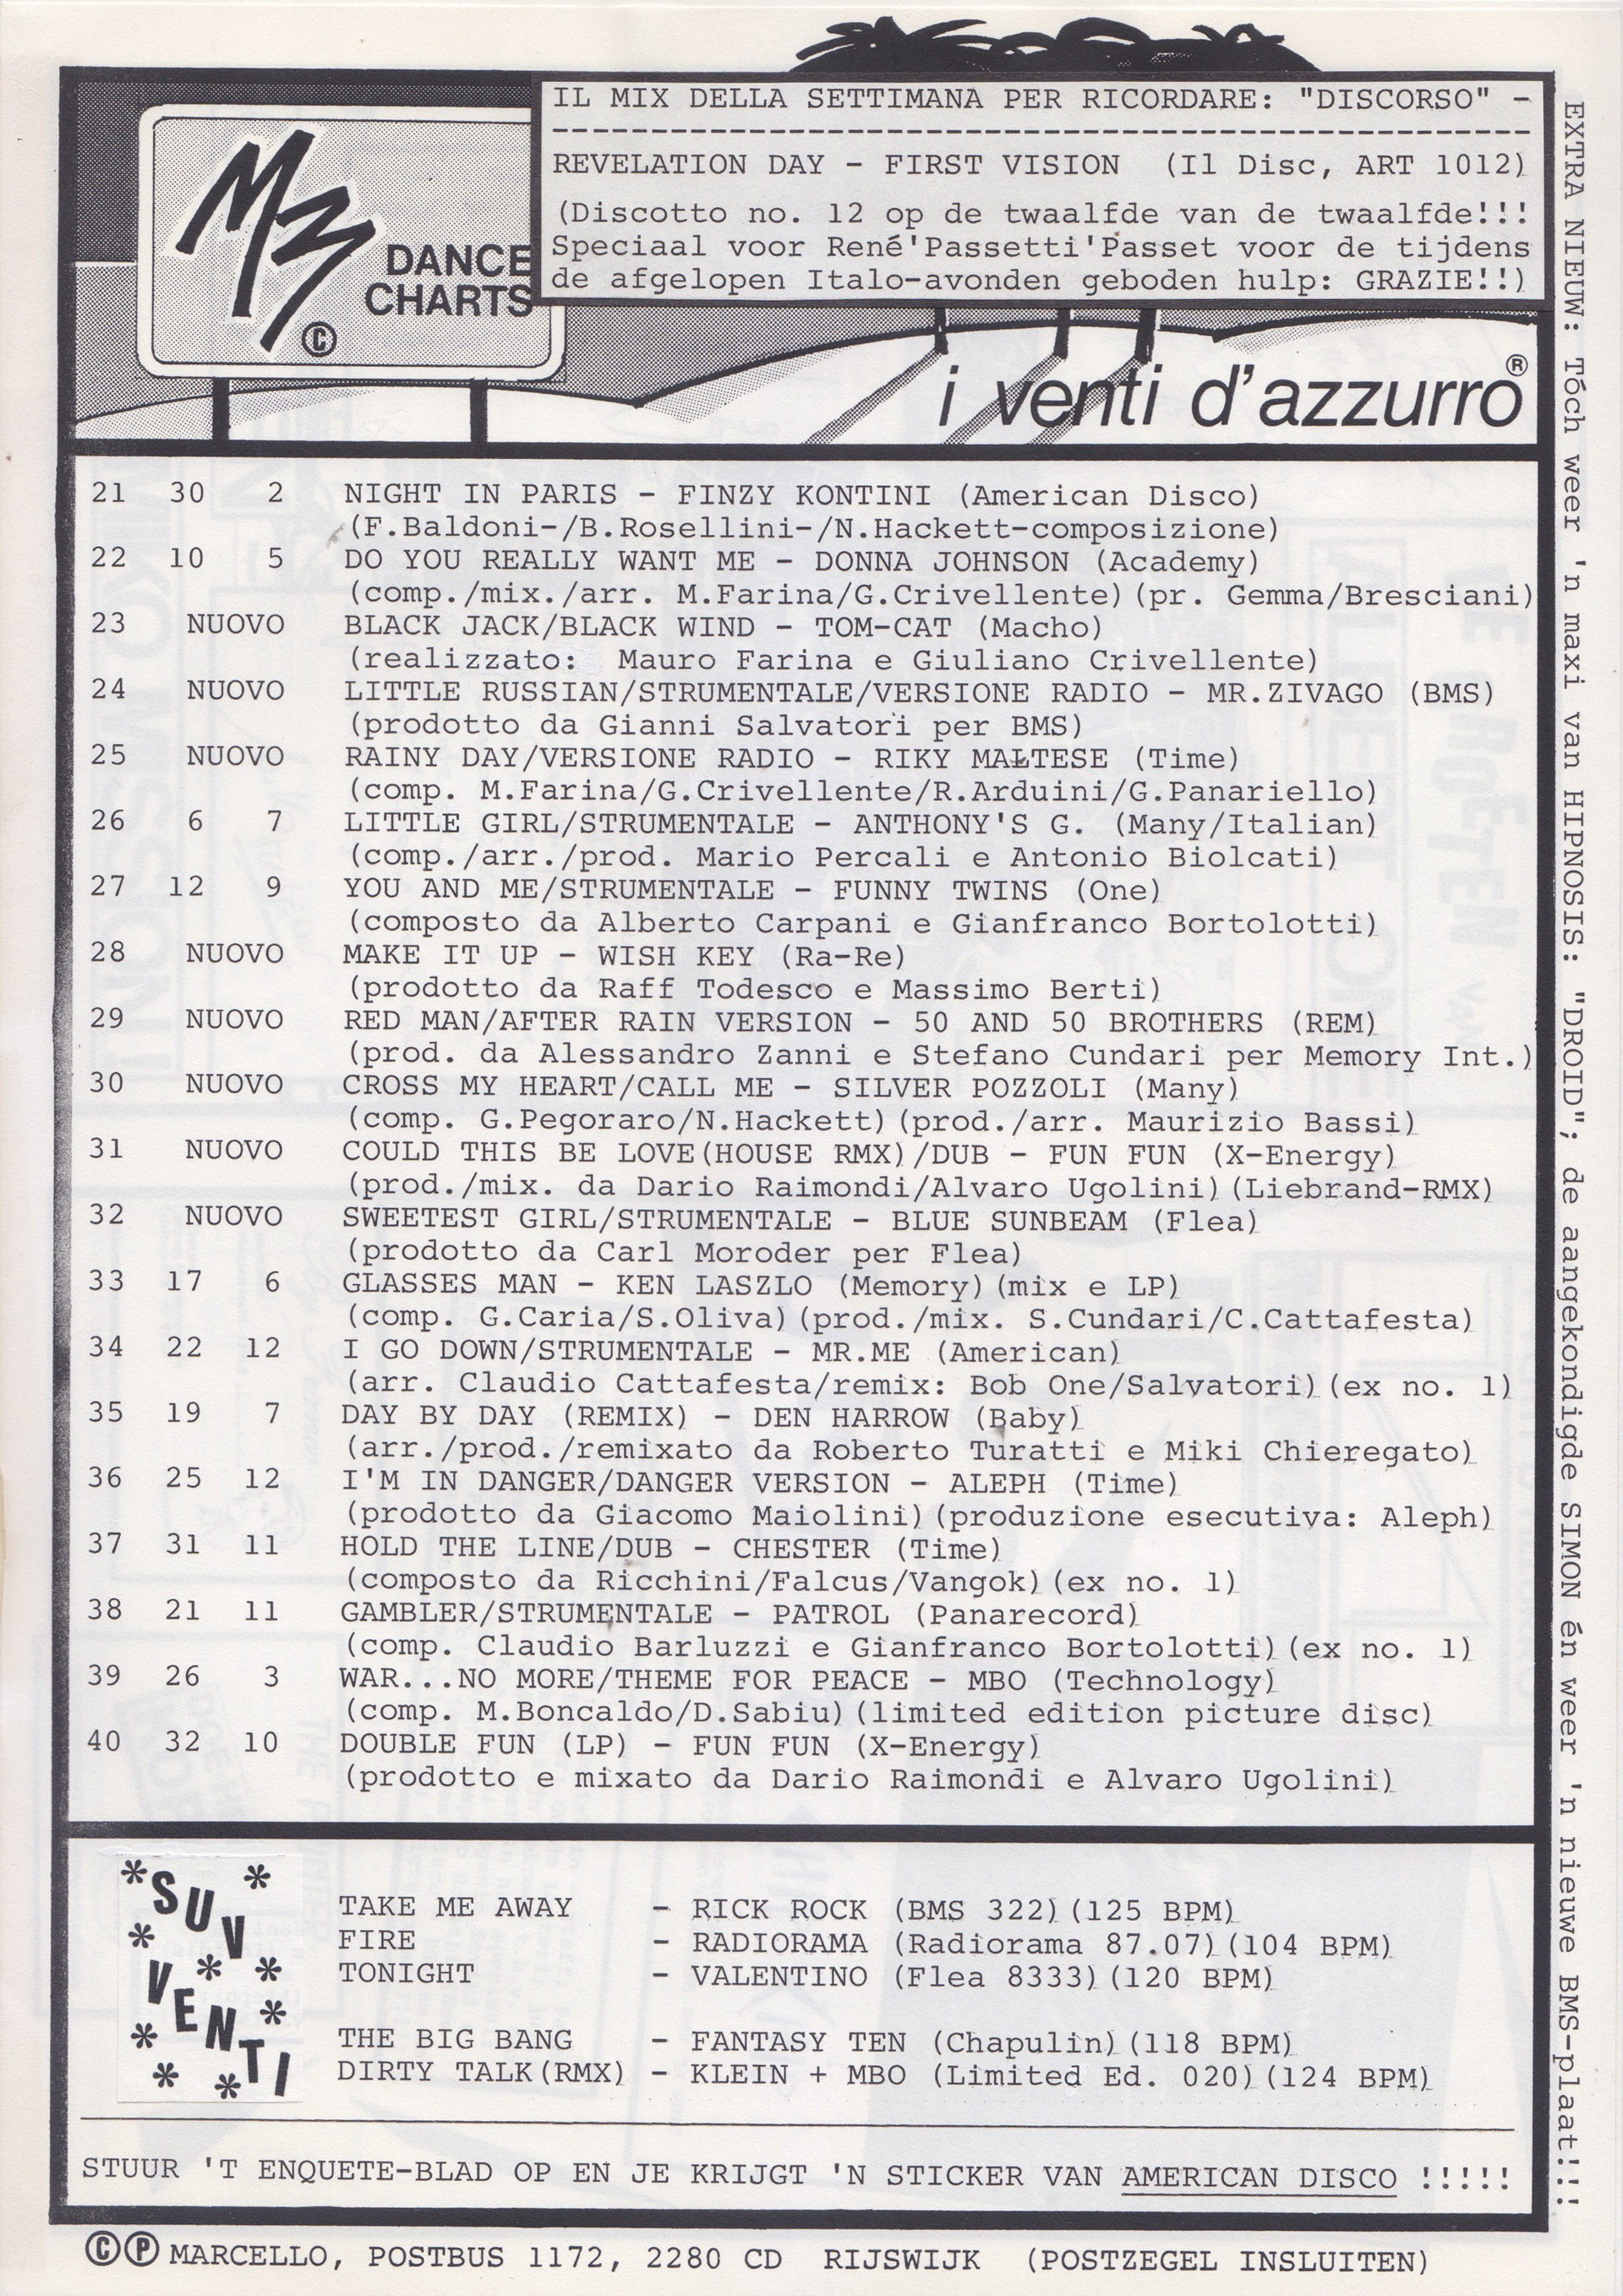 IL MIX DELLA SETTIMANA PER RICORDARE: "DISCORSO" -
--------------------------------------------------
REVELATION DAY - FIRST VISION (Il Disc, ART 1012)
(Discotto no. 12 op de twaalfde van de twaalfde!!!
Speciaal voor René'Passetti'Passet voor de tijdens
de afgelopen Italo-avonden geboden hulp: GRAZIE!!)
M3
DANCE
CHARTS
©
i venti d'azzurro®
21 30 2 NIGHT IN PARIS - FINZY KONTINI (American Disco)
(F.Baldoni-/B.Rosellini-/N.Hackett-composizione)
22 10 5 DO YOU REALLY WANT ME - DONNA JOHNSON (Academy)
(comp./mix./arr. M.Farina/G.Crivellente)(pr. Gemma/Bresciani)
23 NUOVO BLACK JACK/BLACK WIND - TOM-CAT (Macho)
(realizzato: Mauro Farina e Giuliano Crivellente)
24 NUOVO LITTLE RUSSIAN/STRUMENTALE/VERSIONE RADIO - MR.ZIVAGO (BMS)
(prodotto da Gianni Salvatori per BMS)
25 NUOVO RAINY DAY/VERSIONE RADIO - RIKY MALTESE (Time)
(comp. M.Farina/G.Crivellente/R.Arduini/G.Panariello)
26 6 7 LITTLE GIRL/STRUMENTALE - ANTHONY'S G. (Many/Italian)
(comp./arr./prod. Mario Percali e Antonio Biolcati)
27 12 9 YOU AND ME/STRUMENTALE - FUNNY TWINS (One)
(composto da Alberto Carpani e Gianfranco Bortolotti)
28 NUOVO MAKE IT UP - WISH KEY (Ra-Re)
(prodotto da Raff Todesco e Massimo Berti)
29 NUOVO RED MAN/AFTER RAIN VERSION - 50 AND 50 BROTHERS (REM)
(prod. da Alessandro Zanni e Stefano Cundari per Memory Int.)
30 NUOVO CROSS MY HEART/CALL ME - SILVER POZZOLI (Many)
(comp. G.Pegoraro/N.Hackett)(prod./arr. Maurizio Bassi)
31 NUOVO COULD THIS BE LOVE(HOUSE RMX)/DUB - FUN FUN (X-Energy)
(prod./mix. da Dario Raimondi/Alvaro Ugolini)(Liebrand-RMX)
32 NUOVO SWEETEST GIRL/STRUMENTALE - BLUE SUNBEAM (Flea)
(prodotto da Carl Moroder per Flea)
33 17 6 GLASSES MAN - KEN LASZLO (Memory)(mix e LP)
(comp. G.Caria/S.Oliva)(prod./mix. S.Cundari/C.Cattafesta)
34 22 12 I GO DOWN/STRUMENTALE - MR.ME (American)
(arr. Claudio Cattafesta/remix: Bob One/Salvatori)(ex no. 1)
35 19 7 DAY BY DAY (REMIX) - DEN HARROW (Baby)
(arr./prod./remixato da Roberto Turatti e Miki Chieregato)
36 25 12 I'M IN DANGER/DANGER VERSION - ALEPH (Time)
(prodotto da Giacomo Maiolini)(produzione esecutiva: Aleph)
37 31 11 HOLD THE LINE/DUB - CHESTER (Time)
(composto da Ricchini/Falcus/Vangok)(ex no. 1)
38 21 11 GAMBLER/STRUMENTALE - PATROL (Panarecord)
(comp. Claudio Barluzzi e Gianfranco Bortolotti)(ex no. 1)
39 26 3 WAR...NO MORE/THEME FOR PEACE - MBO (Technology)
(comp. M.Boncaldo/D.Sabiu)(limited edition picture disc)
40 32 10 DOUBLE FUN (LP) - FUN FUN (X-Energy)
(prodotto e mixato da Dario Raimondi e Alvaro Ugolini)
*SUV*
*VENTI*
TAKE ME AWAY - RICK ROCK (BMS 322)(125 BPM)
FIRE - RADIORAMA (Radiorama 87.07)(104 BPM)
TONIGHT - VALENTINO (Flea 8333)(120 BPM)
THE BIG BANG - FANTASY TEN (Chapulin)(118 BPM)
DIRTY TALK(RMX) - KLEIN + MBO (Limited Ed. 020)(124 BPM)
STUUR 'T ENQUETE-BLAD OP EN JE KRIJGT 'N STICKER VAN AMERICAN DISCO !!!!!
©℗ MARCELLO, POSTBUS 1172, 2280 CD RIJSWIJK (POSTZEGEL INSLUITEN)
EXTRA NIEUW: Tóch weer 'n maxi van HIPNOSIS: "DROID"; de aangekondigde SIMON én weer 'n nieuwe BMS-plaat!!!